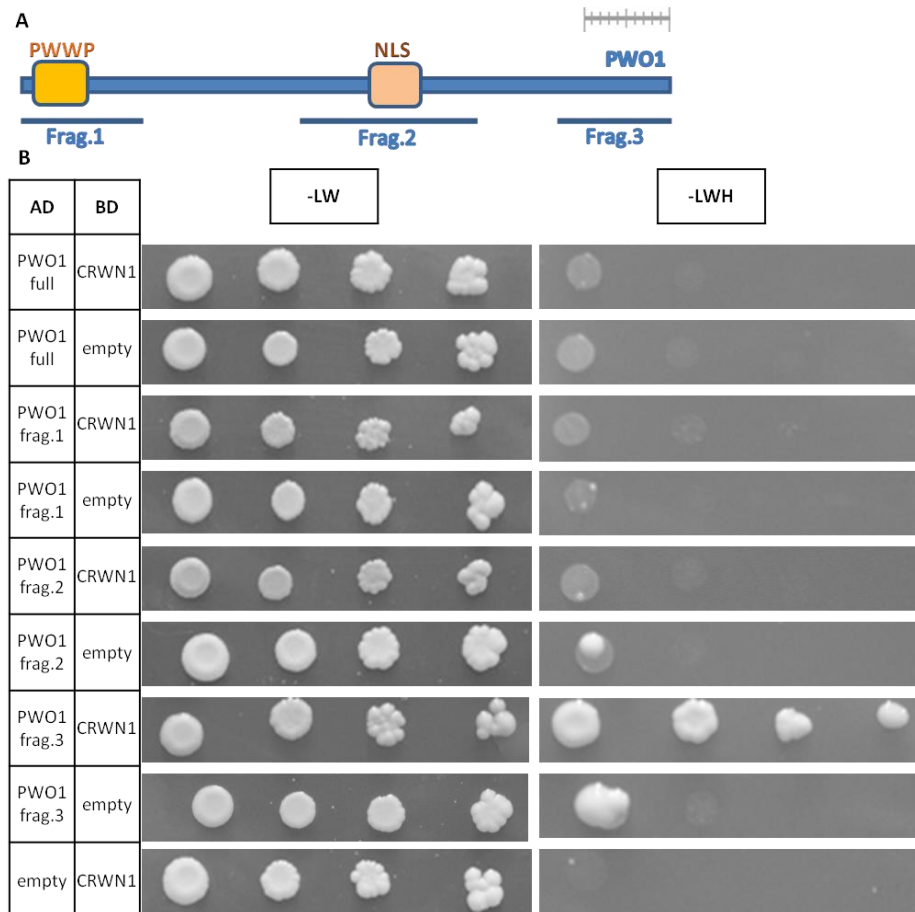 A
PWWP
NLS
PWO1
Frag.1
Frag.2
Frag.3
B
AD BD
-LW
-LWH
PWO1
full
CRWN1
PWO1
full
empty
PWO1
frag.1
CRWN1
PWO1
frag.1
empty
PWO1
frag.2
CRWN1
PWO1
frag.2
empty
PWO1
frag.3
CRWN1
PWO1
frag.3
empty
empty CRWN1